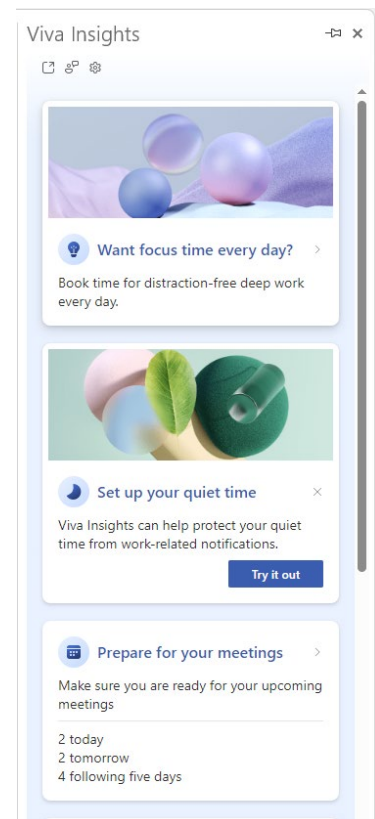 Viva Insights
Want focus time every day?
Book time for distraction-free deep work
every day.
Set up your quiet time
Viva Insights can help protect your quiet
time from work-related notifications.
Try it out
Prepare for your meetings
Make sure you are ready for your upcoming
meetings
2 today
2 tomorrow
4 following five days